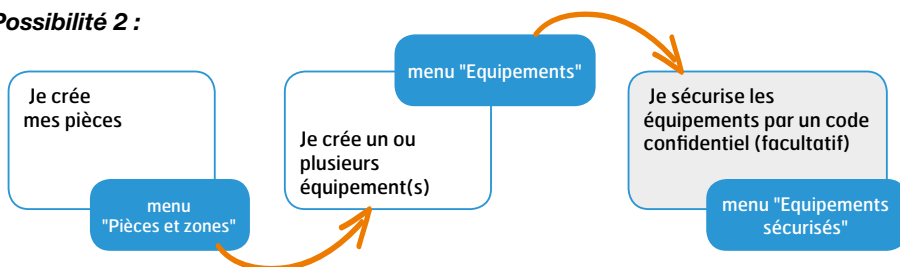 Possibilité 2 :
Je crée
mes pièces
menu
"Pièces et zones"
menu "Equipements"
Je crée un ou
plusieurs
équipement(s)
Je sécurise les
équipements par un code
confidentiel (facultatif)
menu "Equipements
sécurisés"